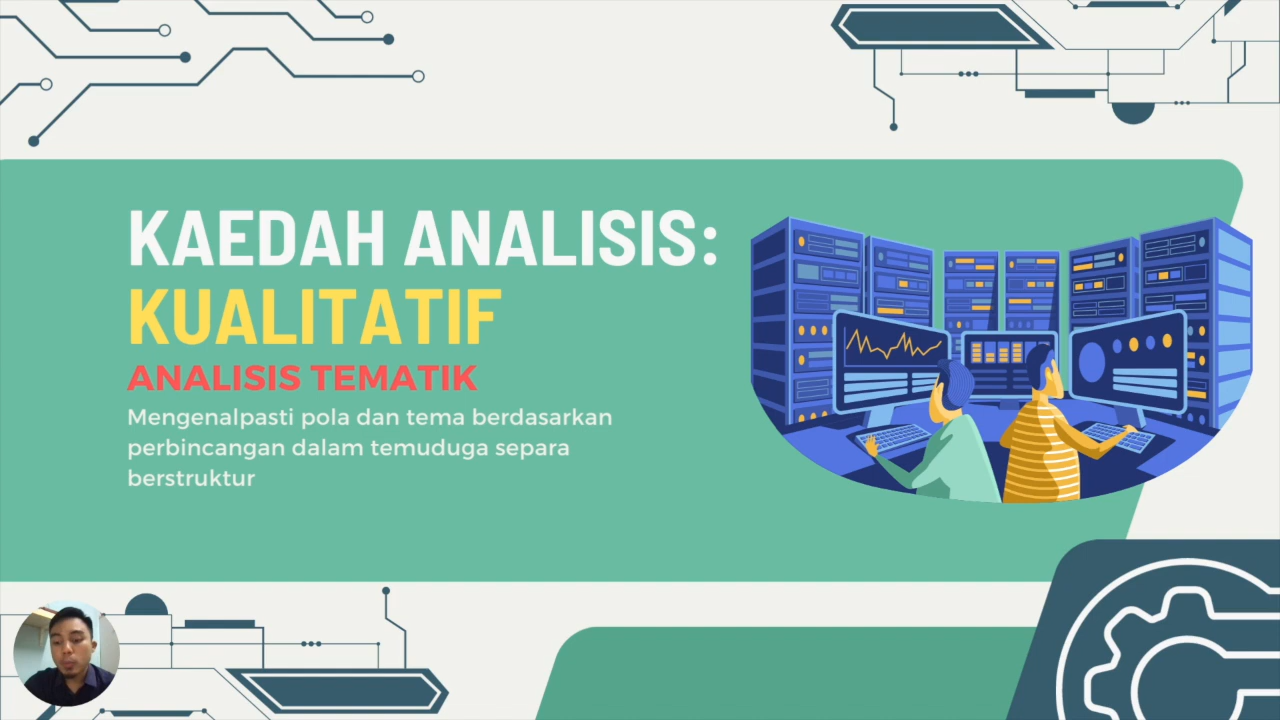 KAEDAH ANALISIS:
KUALITATIF
ANALISIS TEMATIK
Mengenalpasti pola dan tema berdasarkan
perbincangan dalam temuduga separa
berstruktur